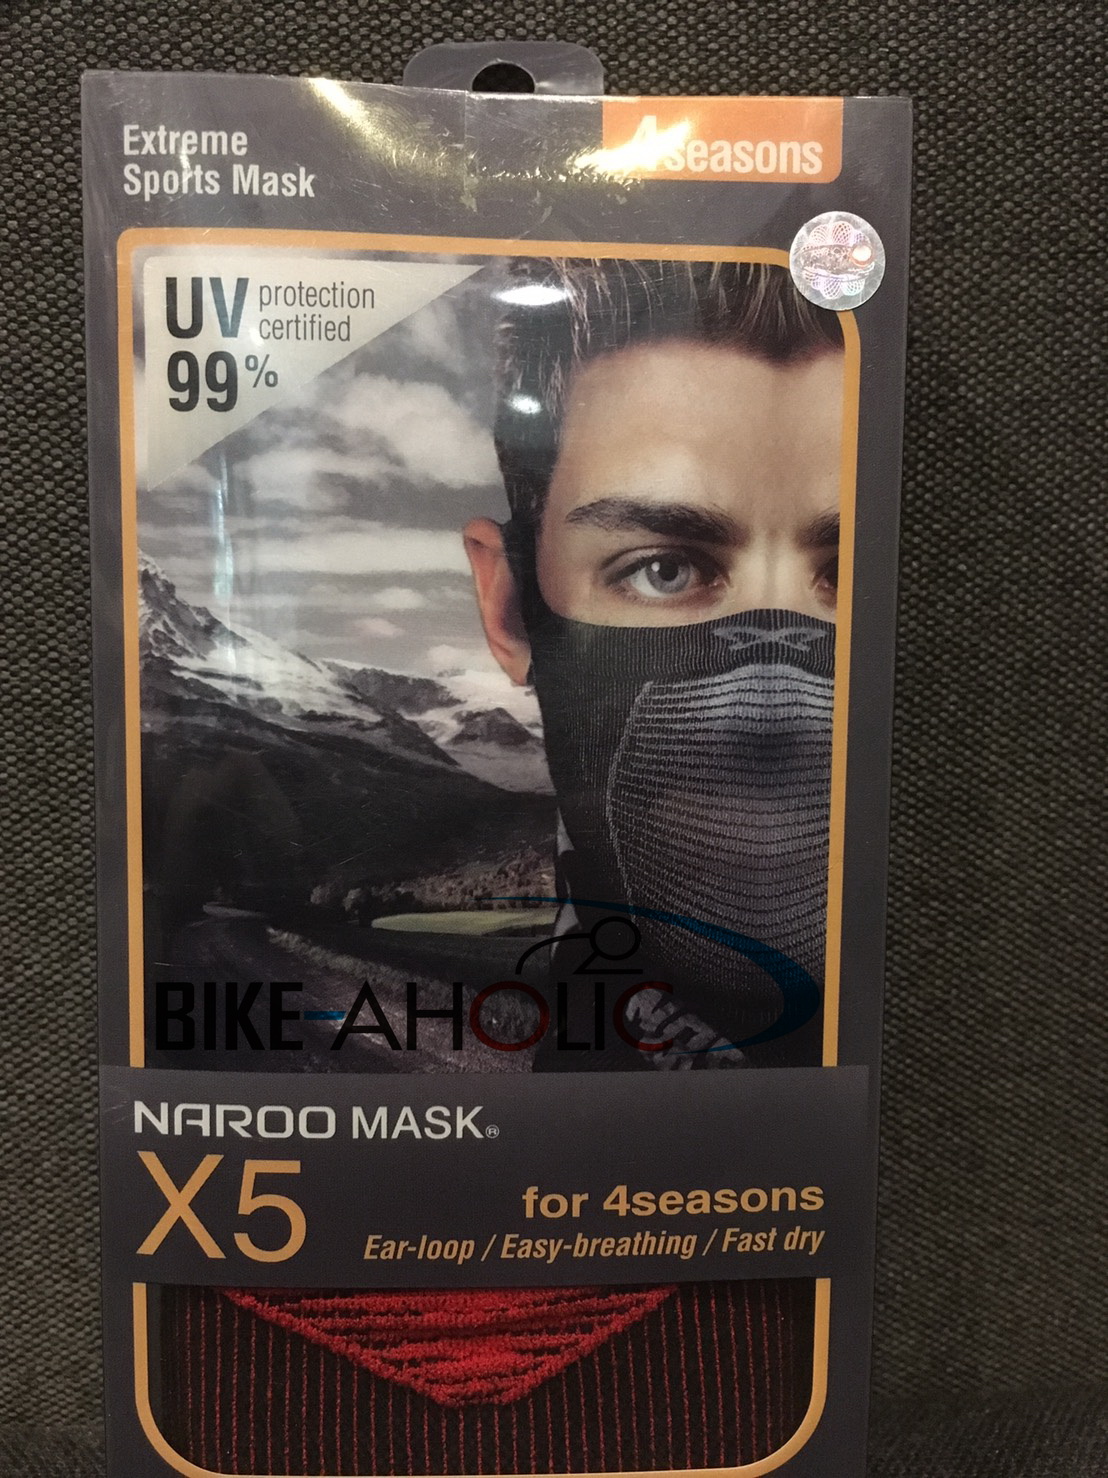 Extreme
Sports Mask
4seasons
UV protection
certified
99%
BIKE-AHOLIC
NAROO MASK®
X5
for 4seasons
Ear-loop / Easy-breathing / Fast dry